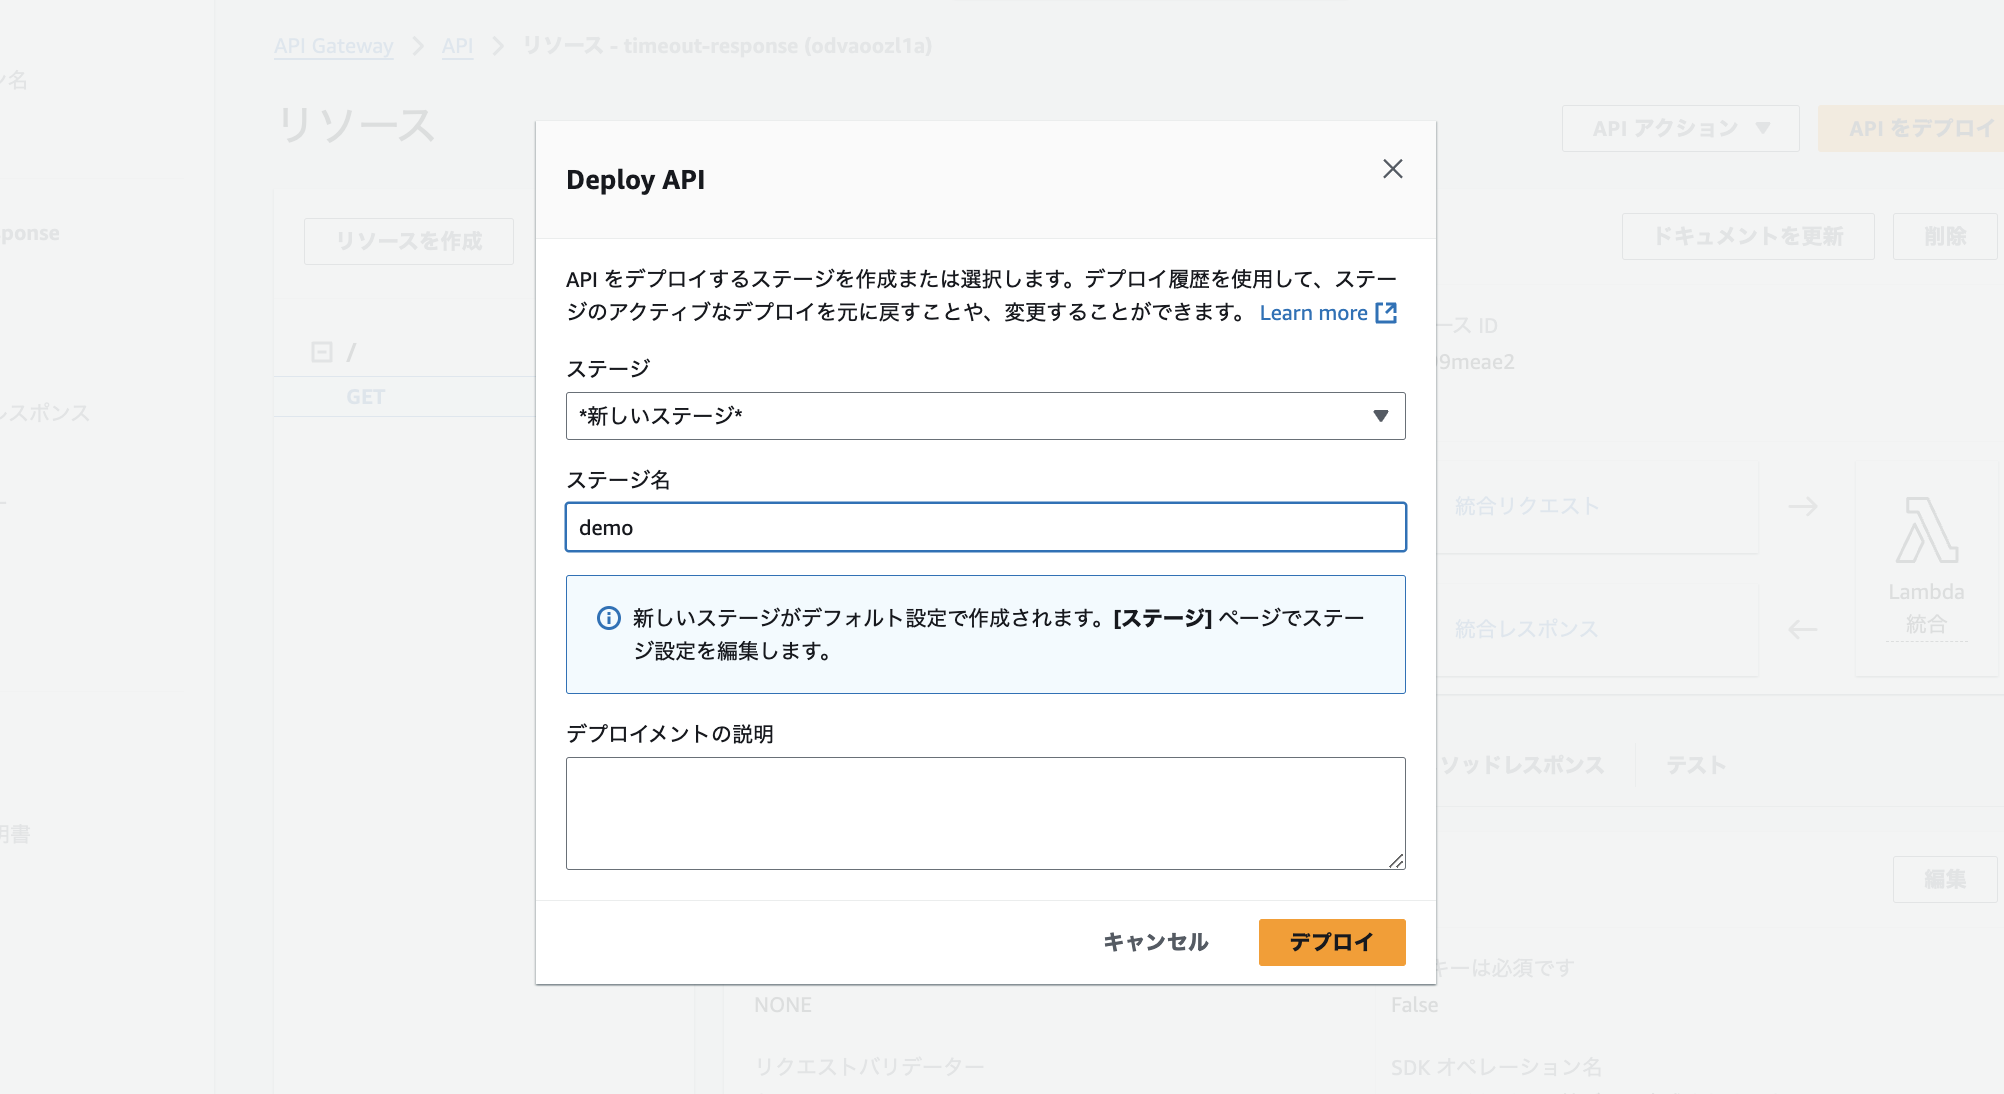 API Gateway > API > リソース - timeout-response (odvaoozl1a)
ン名
リソース
API アクション ▼
API をデプロイ
ponse
リソースを作成
ドキュメントを更新
削除
/
GET
レスポンス
ース ID
9meae2
統合リクエスト
Lambda
統合
統合レスポンス
ソッドレスポンス
テスト
明書
編集
キーは必須です
NONE
False
リクエストバリデーター
SDK オペレーション名
Deploy API
API をデプロイするステージを作成または選択します。デプロイ履歴を使用して、ステー
ジのアクティブなデプロイを元に戻すことや、変更することができます。 Learn more
ステージ
*新しいステージ*
ステージ名
demo
新しいステージがデフォルト設定で作成されます。[ステージ] ページでステー
ジ設定を編集します。
デプロイメントの説明
キャンセル
デプロイ